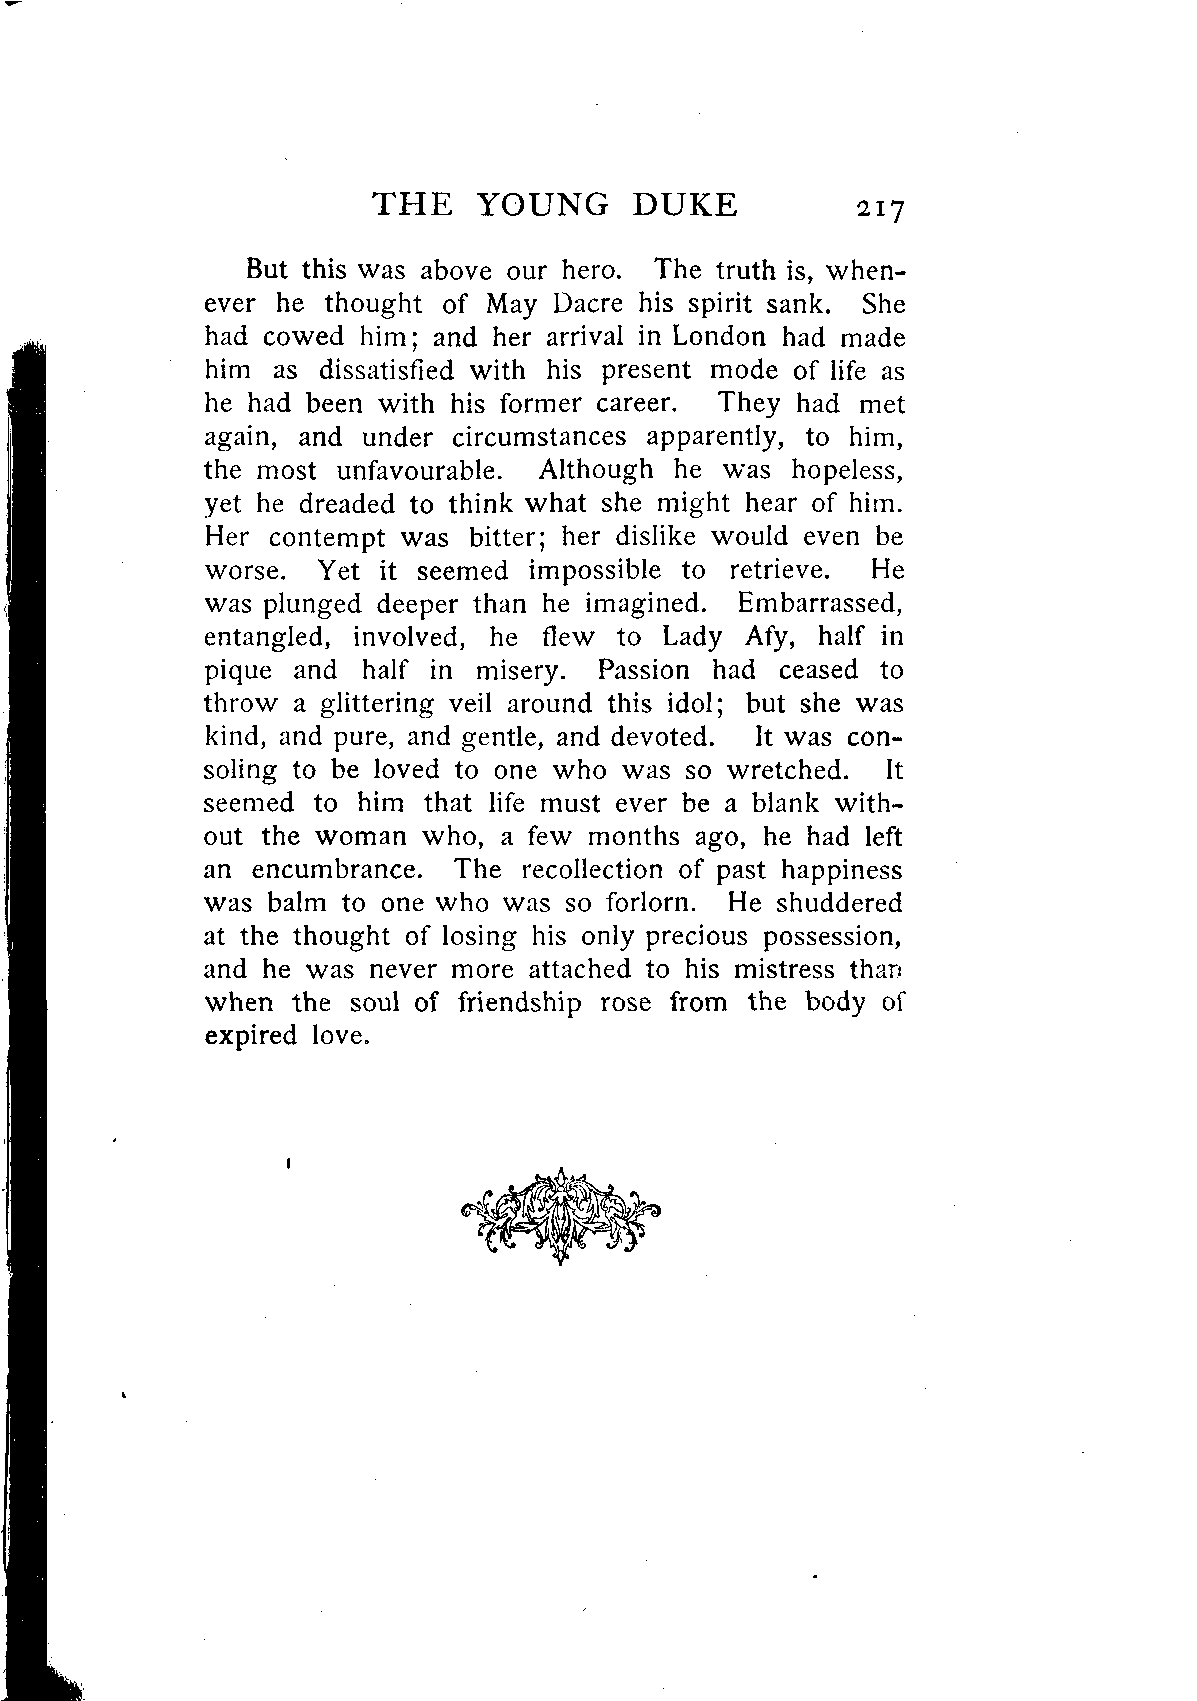 THE YOUNG DUKE 217
But this was above our hero. The truth is, when-
ever he thought of May Dacre his spirit sank. She
had cowed him; and her arrival in London had made
him as dissatisfied with his present mode of life as
he had been with his former career. They had met
again, and under circumstances apparently, to him,
the most unfavourable. Although he was hopeless,
yet he dreaded to think what she might hear of him.
Her contempt was bitter; her dislike would even be
worse. Yet it seemed impossible to retrieve. He
was plunged deeper than he imagined. Embarrassed,
entangled, involved, he flew to Lady Afy, half in
pique and half in misery. Passion had ceased to
throw a glittering veil around this idol; but she was
kind, and pure, and gentle, and devoted. It was con-
soling to be loved to one who was so wretched. It
seemed to him that life must ever be a blank with-
out the woman who, a few months ago, he had left
an encumbrance. The recollection of past happiness
was balm to one who was so forlorn. He shuddered
at the thought of losing his only precious possession,
and he was never more attached to his mistress than
when the soul of friendship rose from the body of
expired love.